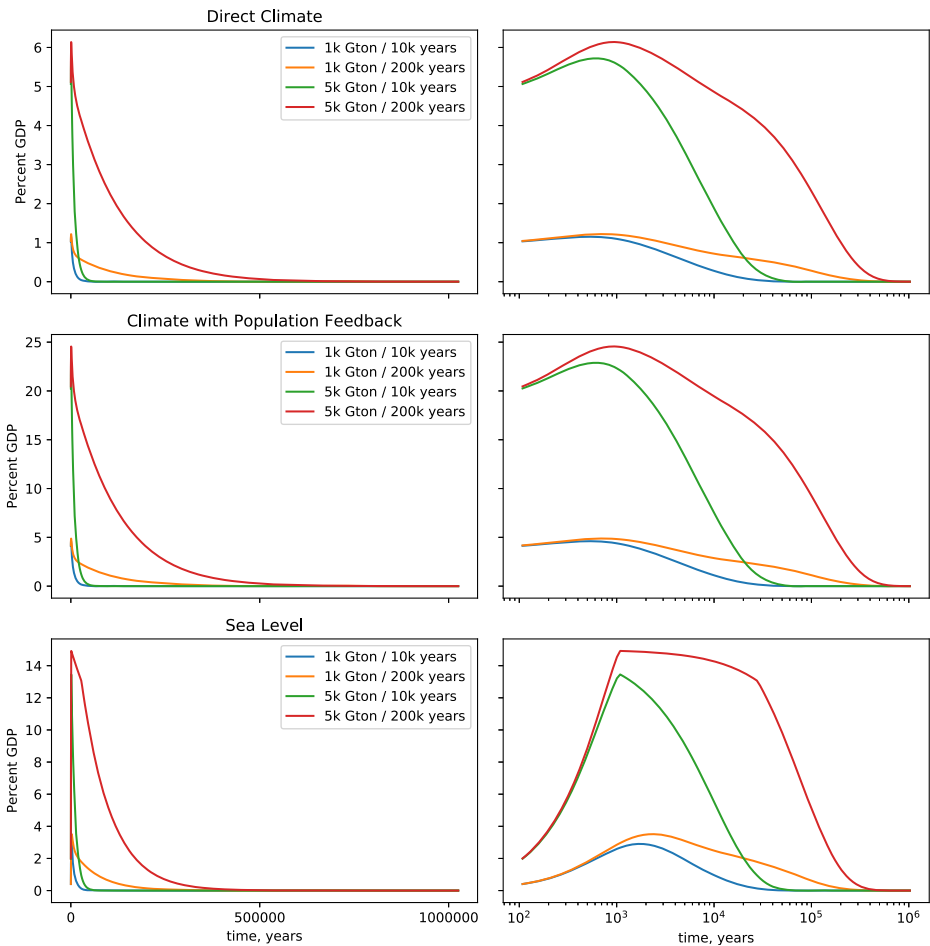 Direct Climate
Percent GDP
6
5
4
3
2
1
0
1k Gton / 10k years
1k Gton / 200k years
5k Gton / 10k years
5k Gton / 200k years
Climate with Population Feedback
Percent GDP
25
20
15
10
5
0
1k Gton / 10k years
1k Gton / 200k years
5k Gton / 10k years
5k Gton / 200k years
Sea Level
Percent GDP
14
12
10
8
6
4
2
0
1k Gton / 10k years
1k Gton / 200k years
5k Gton / 10k years
5k Gton / 200k years
0 500000 1000000
time, years
10² 10³ 10⁴ 10⁵ 10⁶
time, years